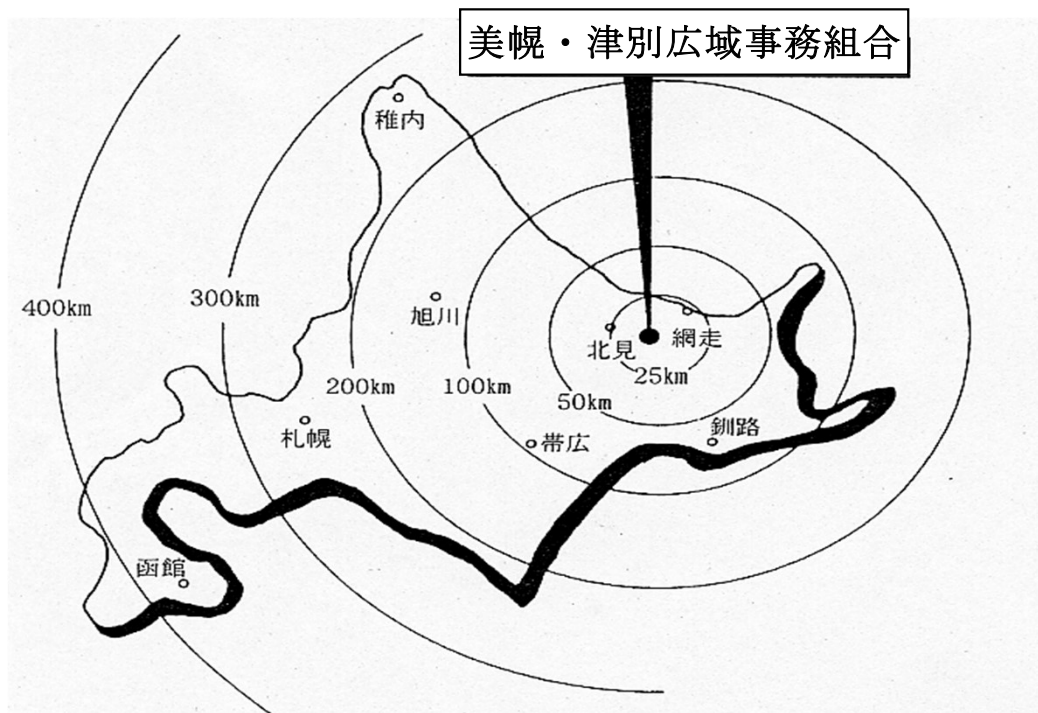 美幌・津別広域事務組合
稚内
400km
300km
旭川
北見
網走
200km
100km
25km
50km
札幌
帯広
釧路
函館